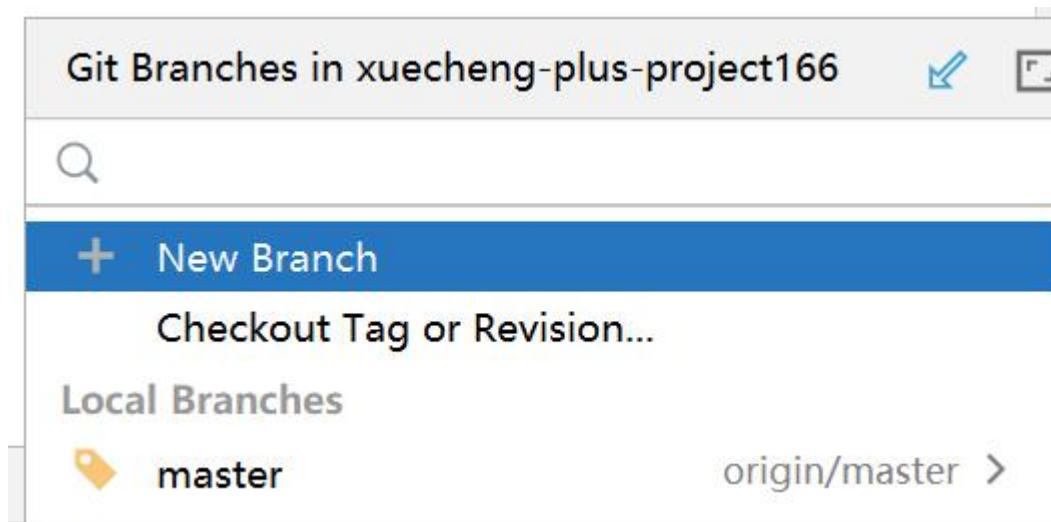 Git Branches in xuecheng-plus-project166
New Branch
Checkout Tag or Revision...
Local Branches
master origin/master